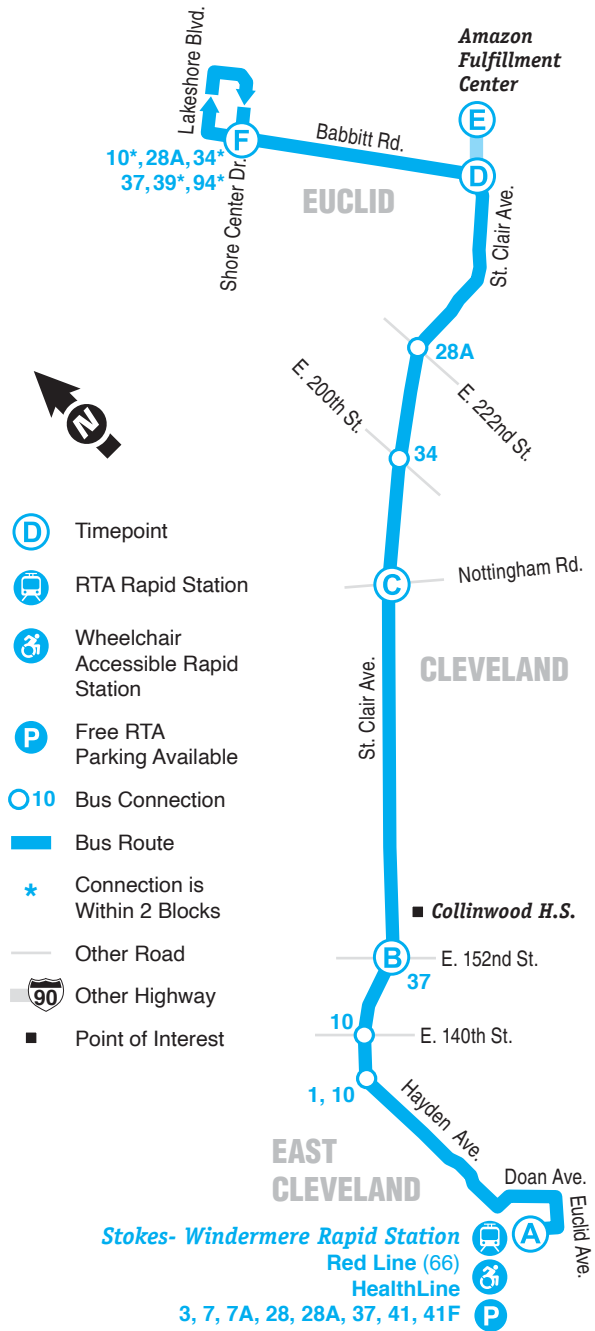 Amazon
Fulfillment
Center
Lakeshore Blvd.
E
F
Babbitt Rd.
D
10*, 28A, 34*
37, 39*, 94*
Shore Center Dr.
EUCLID
St. Clair Ave.
28A
E. 222nd St.
E. 200th St.
34
N
C
Nottingham Rd.
CLEVELAND
St. Clair Ave.
D Timepoint
RTA Rapid Station
Wheelchair
Accessible Rapid
Station
P Free RTA
Parking Available
10 Bus Connection
Bus Route
* Connection is
Within 2 Blocks
Other Road
90 Other Highway
Point of Interest
Collinwood H.S.
B
E. 152nd St.
37
10
E. 140th St.
1, 10
Hayden Ave.
EAST
CLEVELAND
Doan Ave.
Euclid Ave.
A
Stokes- Windermere Rapid Station
Red Line (66)
HealthLine
3, 7, 7A, 28, 28A, 37, 41, 41F
P